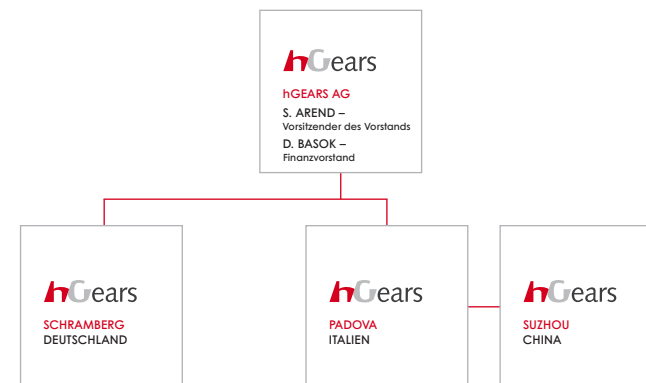 hGears
hGEARS AG
S. AREND –
Vorsitzender des Vorstands
D. BASOK –
Finanzvorstand
hGears
SCHRAMBERG
DEUTSCHLAND
hGears
PADOVA
ITALIEN
hGears
SUZHOU
CHINA